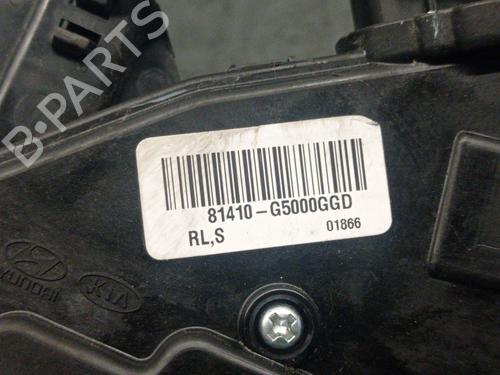 B-PARTS
81410-G5000GGD
RL,S 01866
HYUNDAI KIA